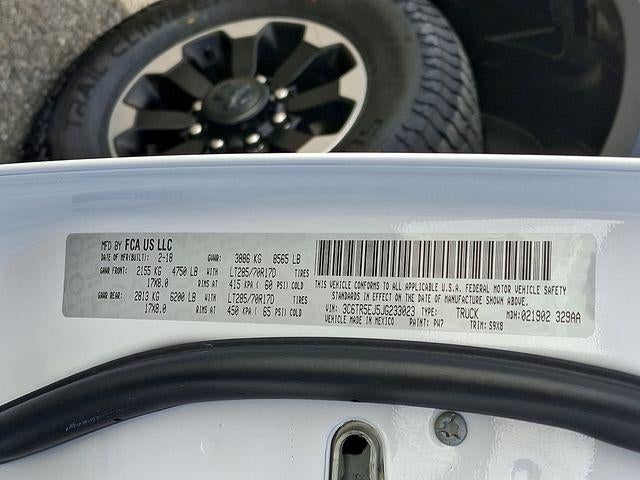 TRAIL CLIMBER
MFD BY FCA US LLC
DATE OF MFR(BUILT): 2-18 GVWR: 3886 KG 8565 LB
GAWR FRONT: 2155 KG 4750 LB WITH LT285/70R17D TIRES
17X8.0 RIMS AT 415 KPA ( 60 PSI) COLD
GAWR REAR: 2813 KG 6200 LB WITH LT285/70R17D TIRES
17X8.0 RIMS AT 450 KPA ( 65 PSI) COLD
THIS VEHICLE CONFORMS TO ALL APPLICABLE U.S.A. FEDERAL MOTOR VEHICLE SAFETY
STANDARDS IN EFFECT ON THE DATE OF MANUFACTURE SHOWN ABOVE.
VIN: 3C6TR5EJ5JG233023 TYPE: TRUCK MDH:021902 329AA
VEHICLE MADE IN MEXICO PAINT: PW7 TRIM:S9X8